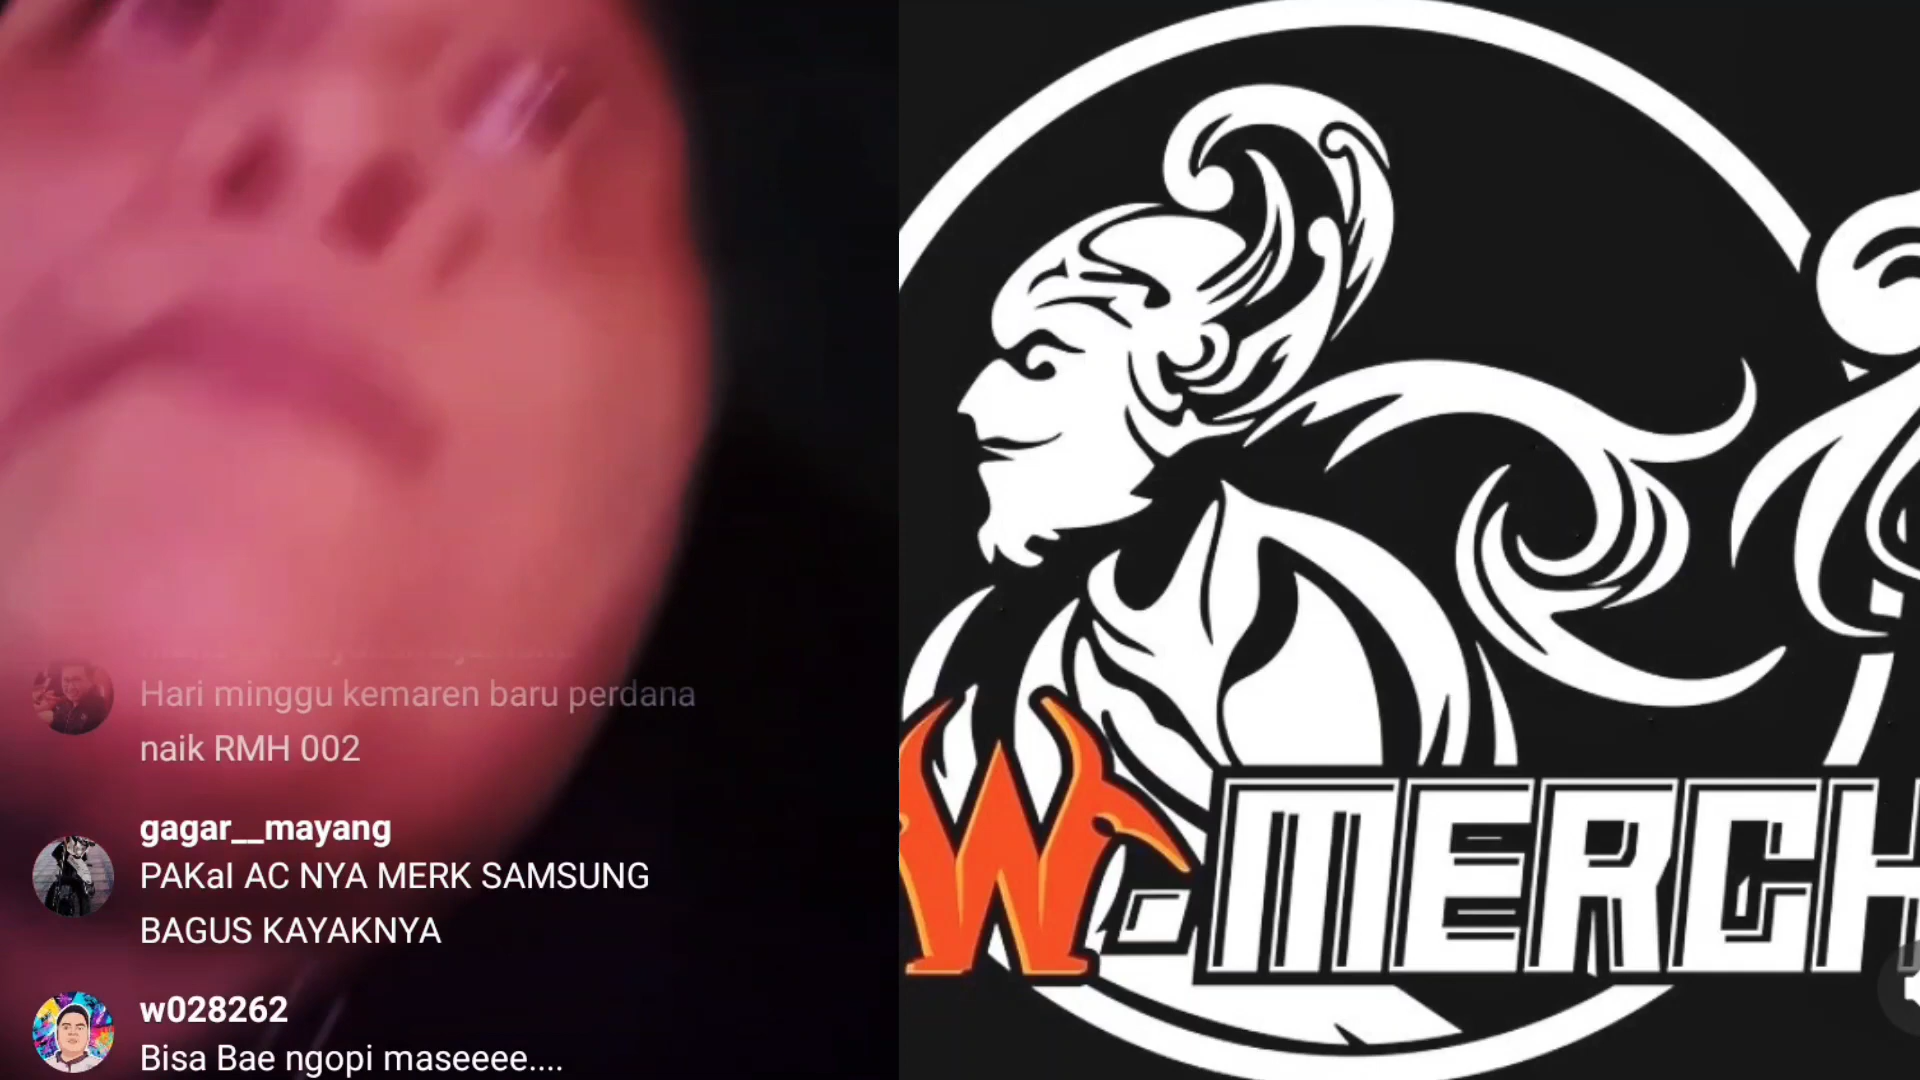 Hari minggu kemaren baru perdana
naik RMH 002
gagar__mayang
PAKaI AC NYA MERK SAMSUNG
BAGUS KAYAKNYA
w028262
Bisa Bae ngopi maseeee....
W-MERCH